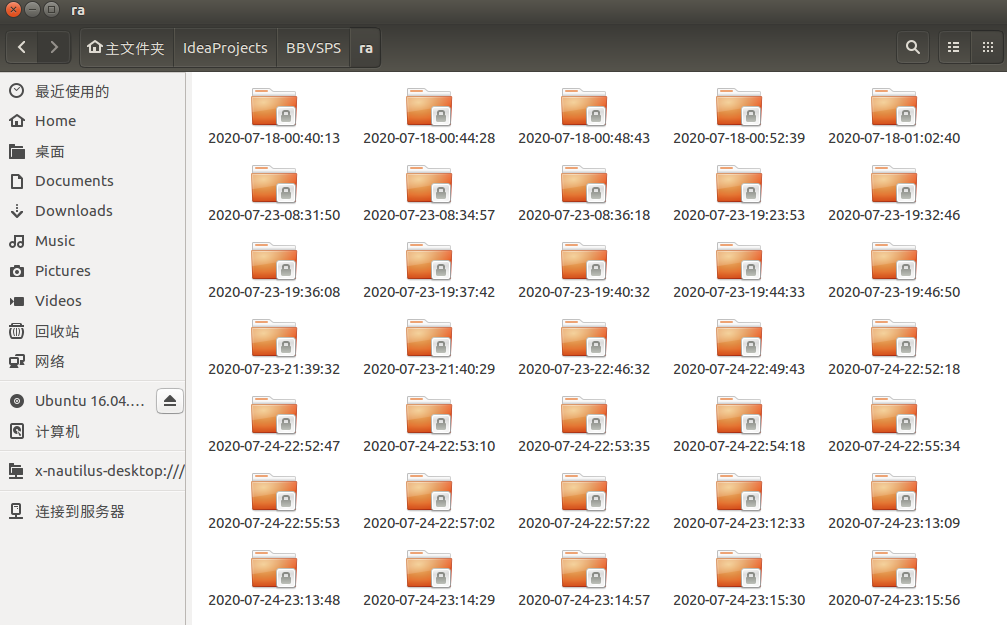 ra
主文件夹 IdeaProjects BBVSPS ra
最近使用的
Home
桌面
Documents
Downloads
Music
Pictures
Videos
回收站
网络
Ubuntu 16.04....
计算机
x-nautilus-desktop:///
连接到服务器
2020-07-18-00:40:13 2020-07-18-00:44:28 2020-07-18-00:48:43 2020-07-18-00:52:39 2020-07-18-01:02:40
2020-07-23-08:31:50 2020-07-23-08:34:57 2020-07-23-08:36:18 2020-07-23-19:23:53 2020-07-23-19:32:46
2020-07-23-19:36:08 2020-07-23-19:37:42 2020-07-23-19:40:32 2020-07-23-19:44:33 2020-07-23-19:46:50
2020-07-23-21:39:32 2020-07-23-21:40:29 2020-07-23-22:46:32 2020-07-24-22:49:43 2020-07-24-22:52:18
2020-07-24-22:52:47 2020-07-24-22:53:10 2020-07-24-22:53:35 2020-07-24-22:54:18 2020-07-24-22:55:34
2020-07-24-22:55:53 2020-07-24-22:57:02 2020-07-24-22:57:22 2020-07-24-23:12:33 2020-07-24-23:13:09
2020-07-24-23:13:48 2020-07-24-23:14:29 2020-07-24-23:14:57 2020-07-24-23:15:30 2020-07-24-23:15:56